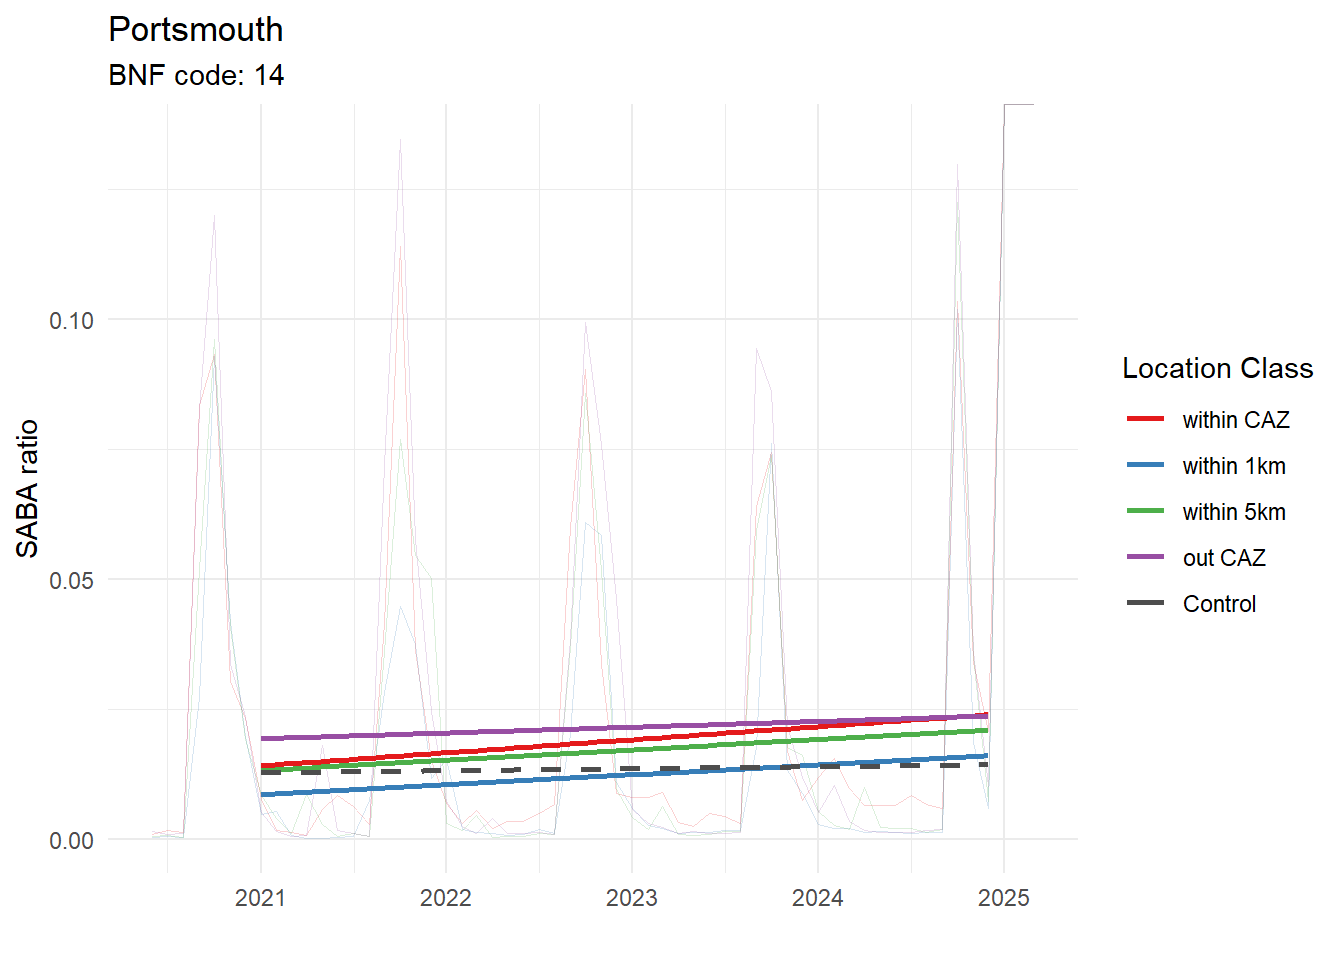 Portsmouth
BNF code: 14
SABA ratio
0.10
0.05
0.00
2021 2022 2023 2024 2025
Location Class
within CAZ
within 1km
within 5km
out CAZ
Control